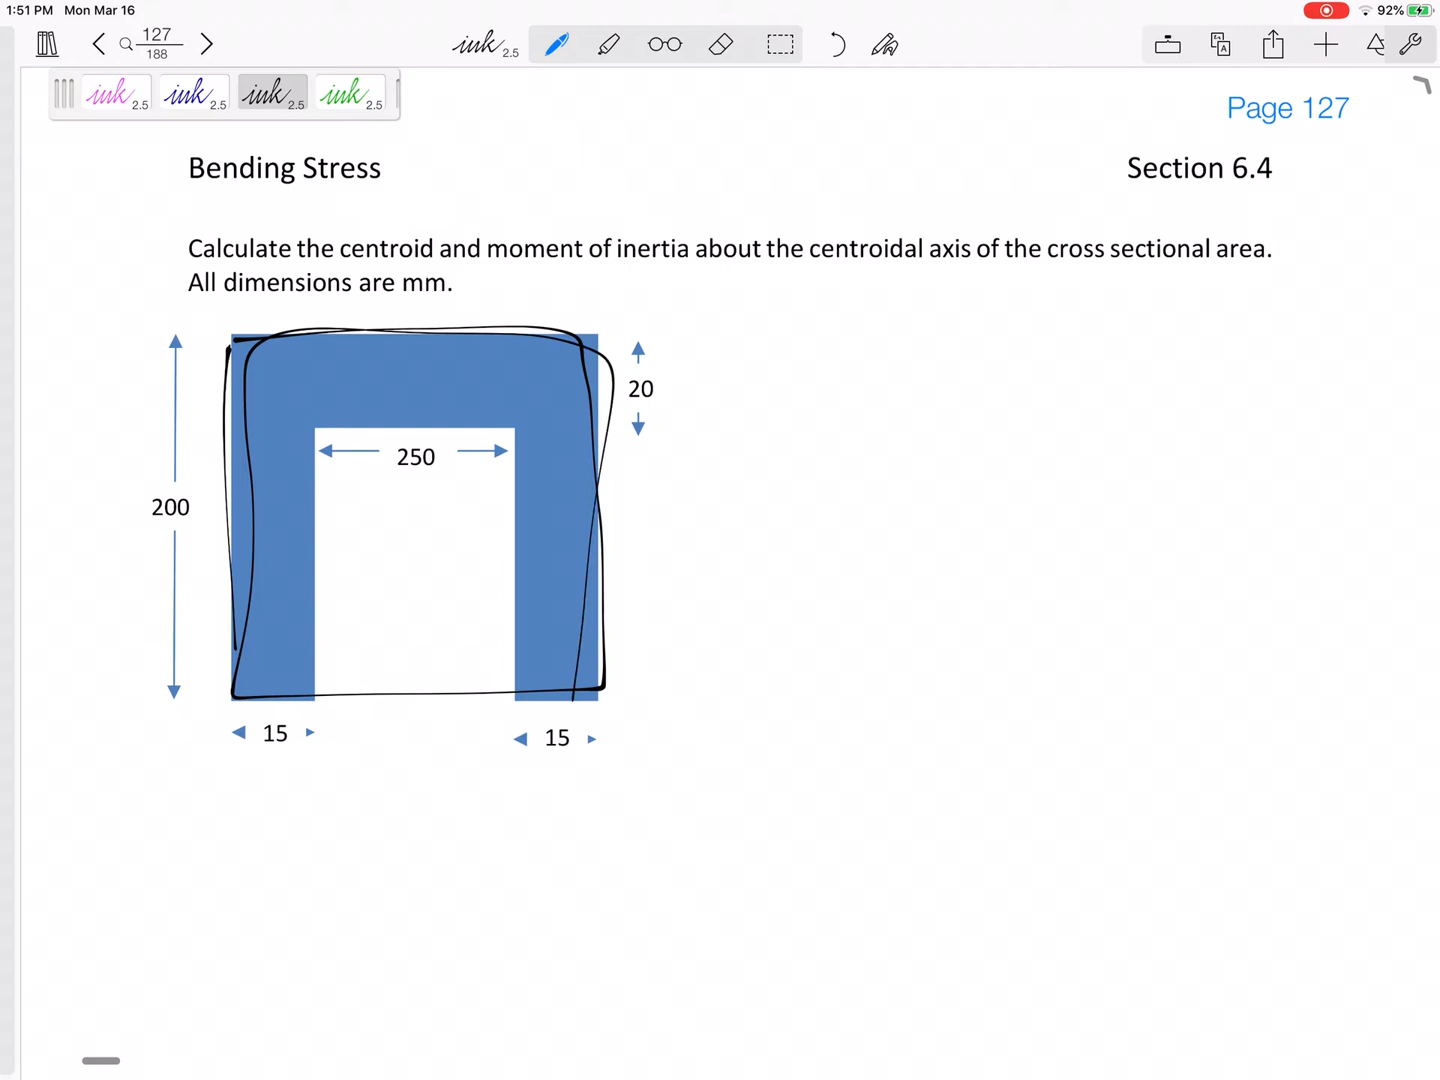 1:51 PM Mon Mar 16
92%
127
188
ink 2.5
ink 2.5
ink 2.5
ink 2.5
ink 2.5
Page 127
Bending Stress
Section 6.4
Calculate the centroid and moment of inertia about the centroidal axis of the cross sectional area.
All dimensions are mm.
20
250
200
15
15